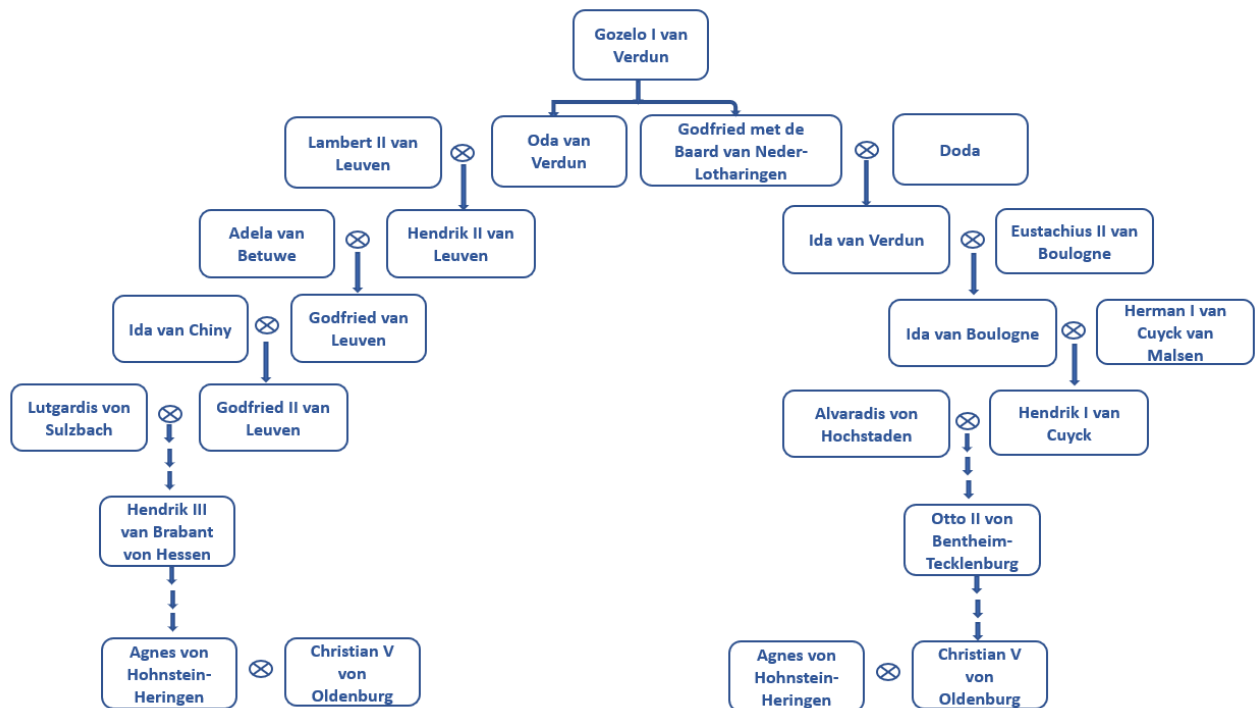 Gozelo I van
Verdun
Lambert II van
Leuven
Oda van
Verdun
Godfried met de
Baard van Neder-
Lotharingen
Doda
Adela van
Betuwe
Hendrik II van
Leuven
Ida van Verdun
Eustachius II van
Boulogne
Ida van Chiny
Godfried van
Leuven
Ida van Boulogne
Herman I van
Cuyck van
Malsen
Lutgardis von
Sulzbach
Godfried II van
Leuven
Alvaradis von
Hochstaden
Hendrik I van
Cuyck
Hendrik III
van Brabant
von Hessen
Otto II von
Bentheim-
Tecklenburg
Agnes von
Hohnstein-
Heringen
Christian V
von
Oldenburg
Agnes von
Hohnstein-
Heringen
Christian V
von
Oldenburg